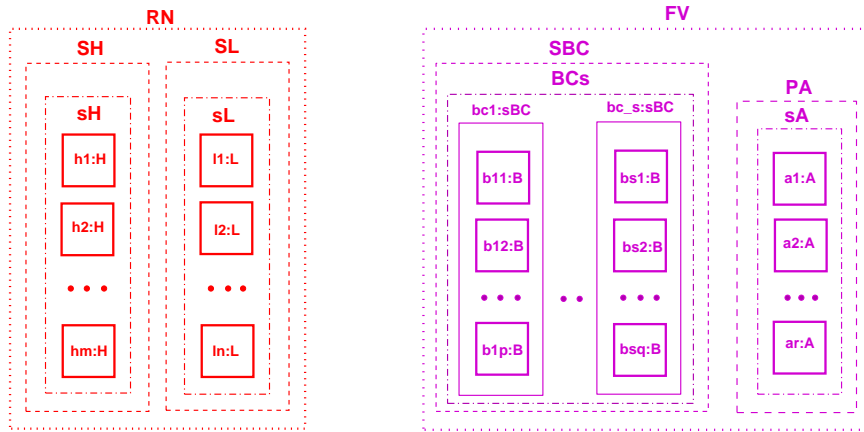 RN
SH
SL
sH
sL
h1:H
l1:L
h2:H
l2:L
• • •
• • •
hm:H
ln:L
FV
SBC
BCs
PA
bc1:sBC
bc_s:sBC
sA
b11:B
bs1:B
a1:A
b12:B
bs2:B
a2:A
• • •
• •
• • •
• • •
b1p:B
bsq:B
ar:A